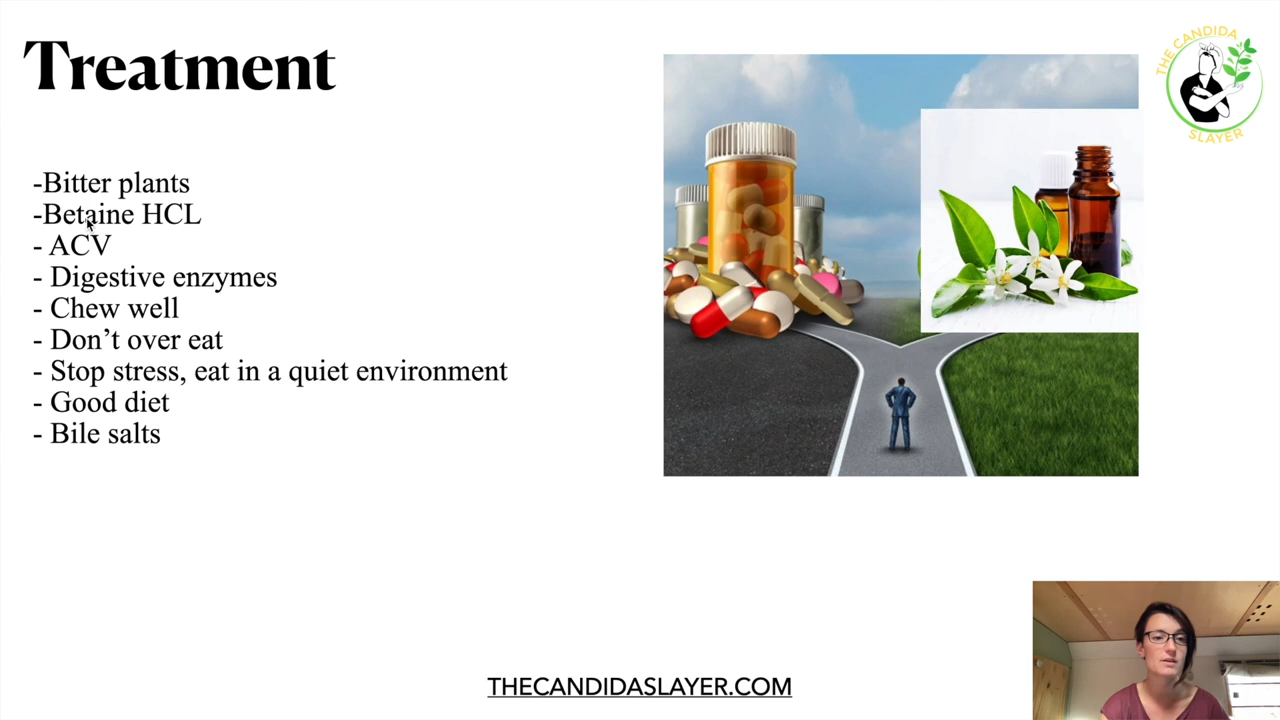 Treatment
-Bitter plants
-Betaine HCL
- ACV
- Digestive enzymes
- Chew well
- Don’t over eat
- Stop stress, eat in a quiet environment
- Good diet
- Bile salts
THE CANDIDA
SLAYER
THECANDIDASLAYER.COM